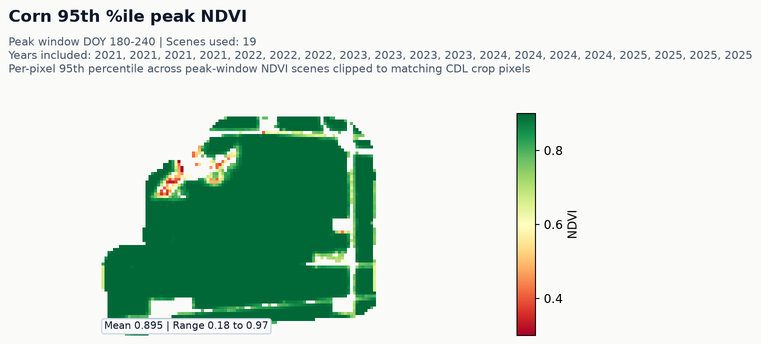 Corn 95th %ile peak NDVI
Peak window DOY 180-240 | Scenes used: 19
Years included: 2021, 2021, 2021, 2021, 2022, 2022, 2022, 2023, 2023, 2023, 2023, 2024, 2024, 2024, 2024, 2025, 2025, 2025, 2025
Per-pixel 95th percentile across peak-window NDVI scenes clipped to matching CDL crop pixels
0.8
0.6
0.4
NDVI
Mean 0.895 | Range 0.18 to 0.97